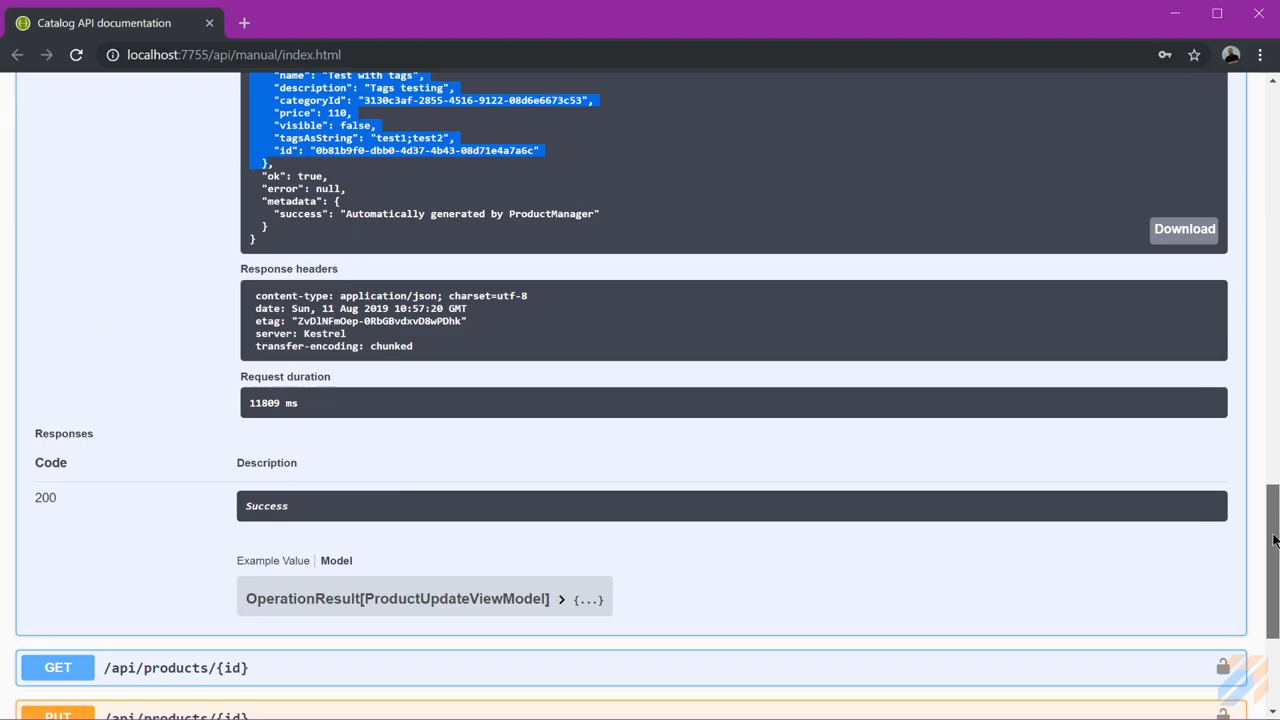 Catalog API documentation
localhost:7755/api/manual/index.html
"name": "Test with tags",
"description": "Tags testing",
"categoryId": "3130c3af-2855-4516-9122-08d6e6673c53",
"price": 110,
"visible": false,
"tagsAsString": "test1;test2",
"id": "0b81b9f0-dbb0-4d37-4b43-08d71e4a7a6c"
},
"ok": true,
"error": null,
"metadata": {
"success": "Automatically generated by ProductManager"
}
}
Download
Response headers
content-type: application/json; charset=utf-8
date: Sun, 11 Aug 2019 10:57:20 GMT
etag: "ZvDlNFmOep-0RbGBvdxvD8wPDhk"
server: Kestrel
transfer-encoding: chunked
Request duration
11809 ms
Responses
Code Description
200 Success
Example Value Model
OperationResult[ProductUpdateViewModel] > {...}
GET /api/products/{id}
PUT /api/products/{id}